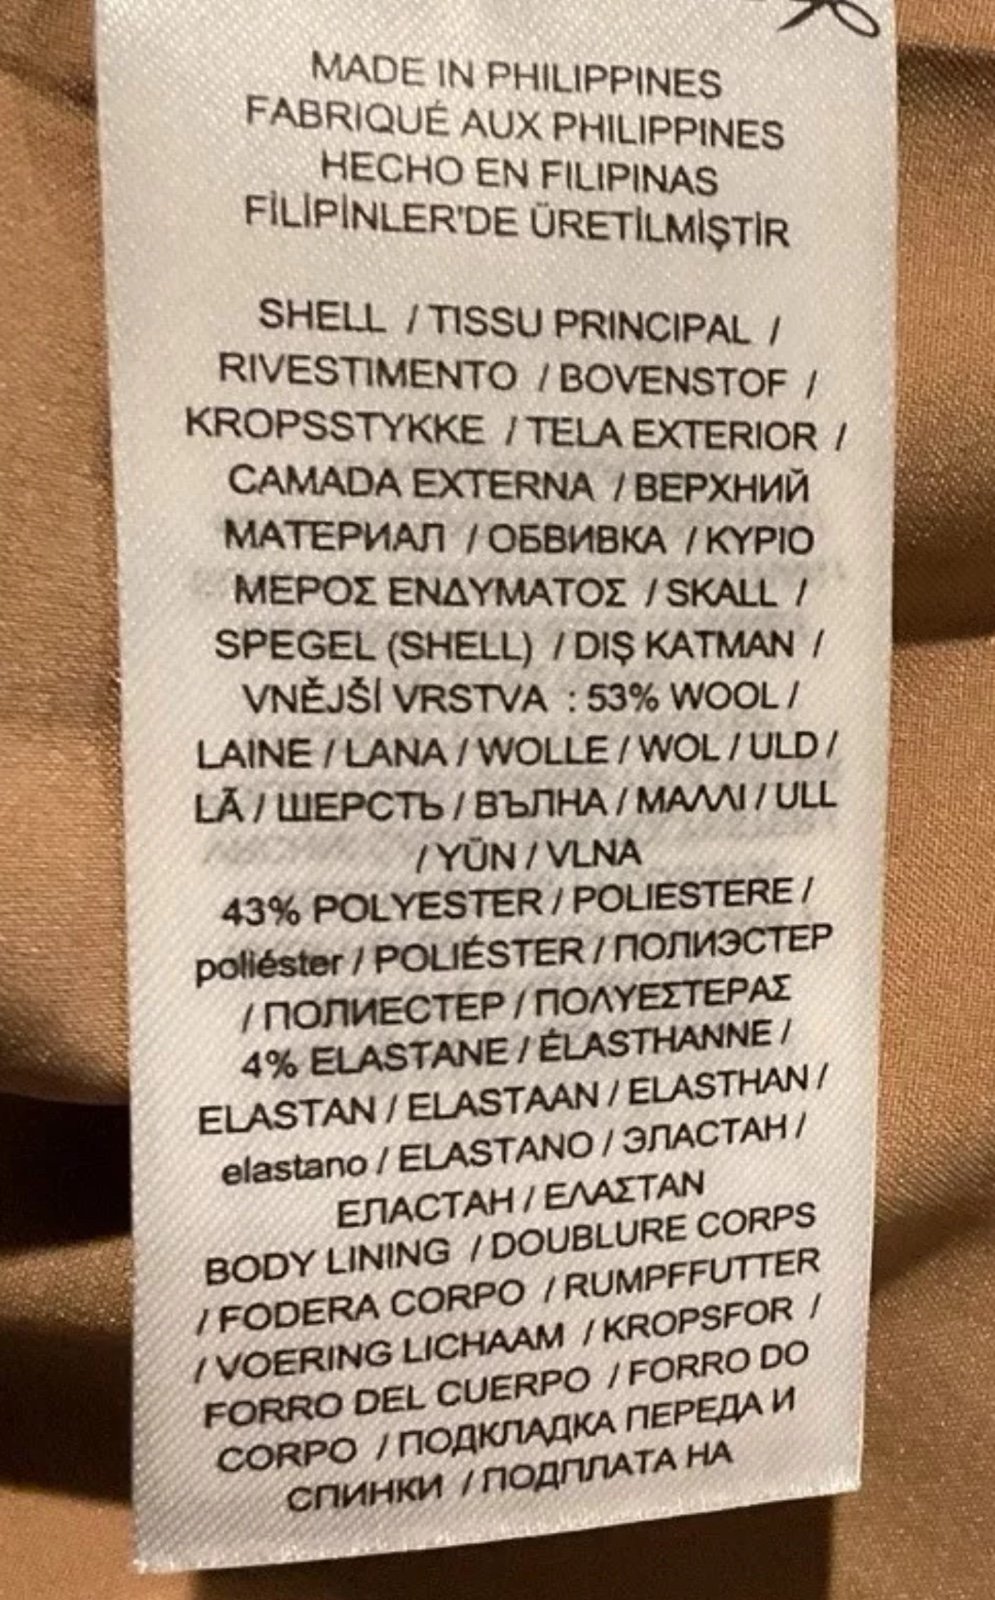 MADE IN PHILIPPINES
FABRIQUÉ AUX PHILIPPINES
HECHO EN FILIPINAS
FİLİPİNLER'DE ÜRETİLMİŞTİR
SHELL / TISSU PRINCIPAL /
RIVESTIMENTO / BOVENSTOF /
KROPSSTYKKE / TELA EXTERIOR /
CAMADA EXTERNA / ВЕРХНИЙ
МАТЕРИАЛ / ОБВИВКА / ΚΥΡΙΟ
ΜΕΡΟΣ ΕΝΔΥΜΑΤΟΣ / SKALL /
SPEGEL (SHELL) / DIŞ KATMAN /
VNĚJŠÍ VRSTVA : 53% WOOL /
LAINE / LANA / WOLLE / WOL / ULD /
LÃ / ШЕРСТЬ / ВЪЛНА / ΜΑΛΛΙ / ULL
/ YÜN / VLNA
43% POLYESTER / POLIESTERE /
poliéster / POLIÉSTER / ПОЛИЭСТЕР
/ ПОЛИЕСТЕР / ΠΟΛΥΕΣΤΕΡΑΣ
4% ELASTANE / ÉLASTHANNE /
ELASTAN / ELASTAAN / ELASTHAN /
elastano / ELASTANO / ЭЛАСТАН /
ЕЛАСТАН / ΕΛΑΣΤΑΝ
BODY LINING / DOUBLURE CORPS
/ FODERA CORPO / RUMPFFUTTER
/ VOERING LICHAAM / KROPSFOR /
FORRO DEL CUERPO / FORRO DO
CORPO / ПОДКЛАДКА ПЕРЕДА И
СПИНКИ / ПОДПЛАТА НА